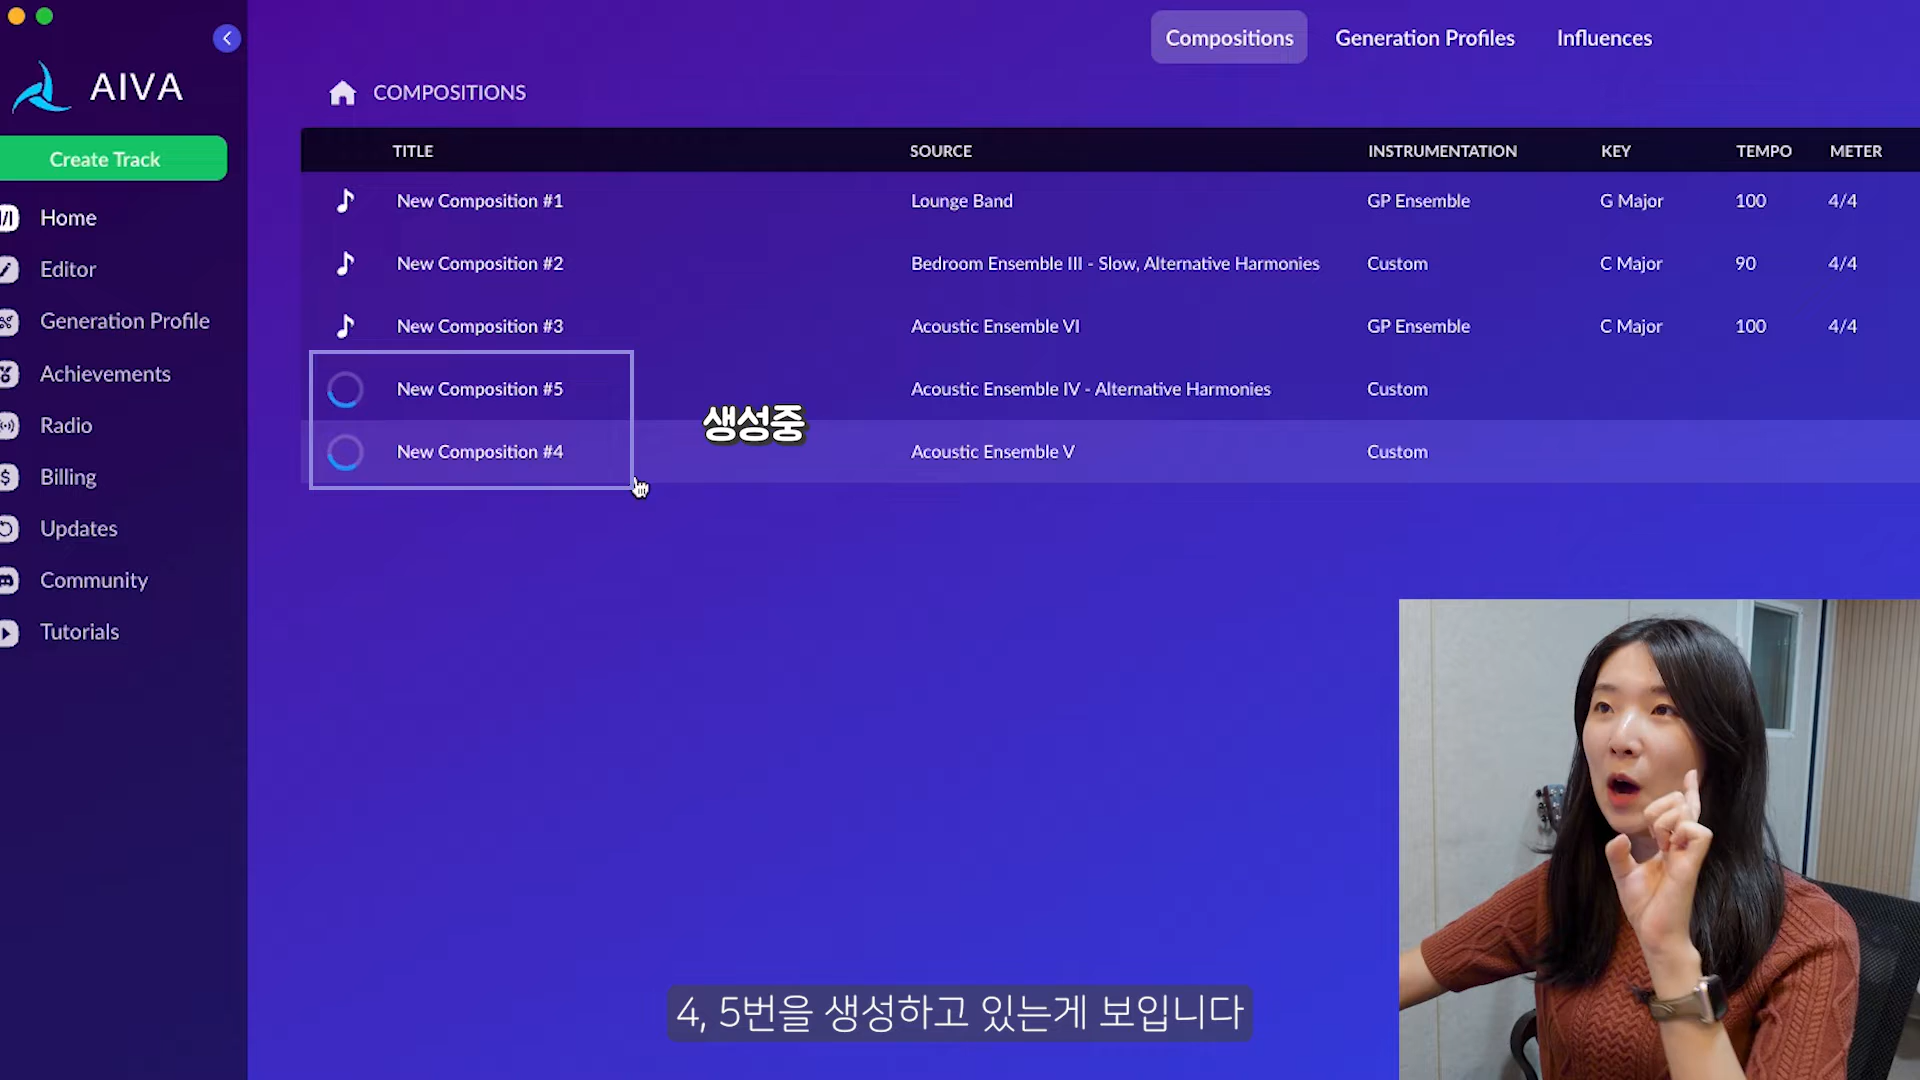 Compositions Generation Profiles Influences
AIVA
COMPOSITIONS
Create Track
Home
Editor
Generation Profile
Achievements
Radio
Billing
Updates
Community
Tutorials
TITLE SOURCE INSTRUMENTATION KEY TEMPO METER
New Composition #1 Lounge Band GP Ensemble G Major 100 4/4
New Composition #2 Bedroom Ensemble III - Slow, Alternative Harmonies Custom C Major 90 4/4
New Composition #3 Acoustic Ensemble VI GP Ensemble C Major 100 4/4
New Composition #5 Acoustic Ensemble IV - Alternative Harmonies Custom
생성중
New Composition #4 Acoustic Ensemble V Custom
4, 5번을 생성하고 있는게 보입니다